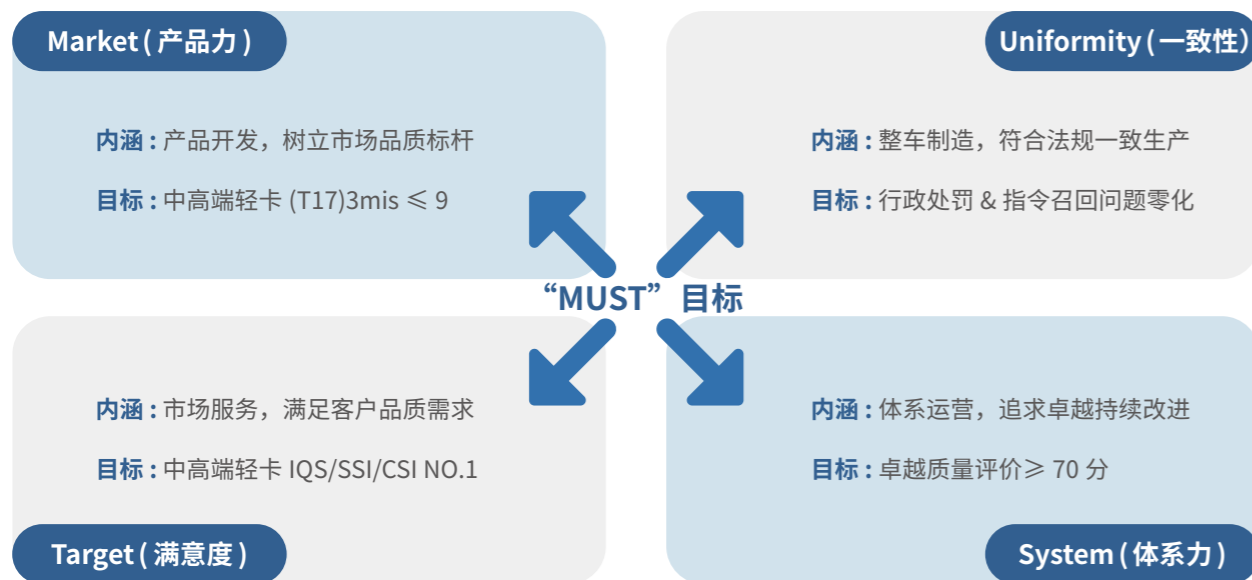 Market ( 产品力 )
内涵 : 产品开发，树立市场品质标杆
目标 : 中高端轻卡 (T17)3mis ≤ 9
Uniformity ( 一致性）
内涵 : 整车制造，符合法规一致生产
目标 : 行政处罚 & 指令召回问题零化
“MUST”目标
内涵 : 市场服务，满足客户品质需求
目标 : 中高端轻卡 IQS/SSI/CSI NO.1
Target ( 满意度 )
内涵 : 体系运营，追求卓越持续改进
目标 : 卓越质量评价≥ 70 分
System ( 体系力 )